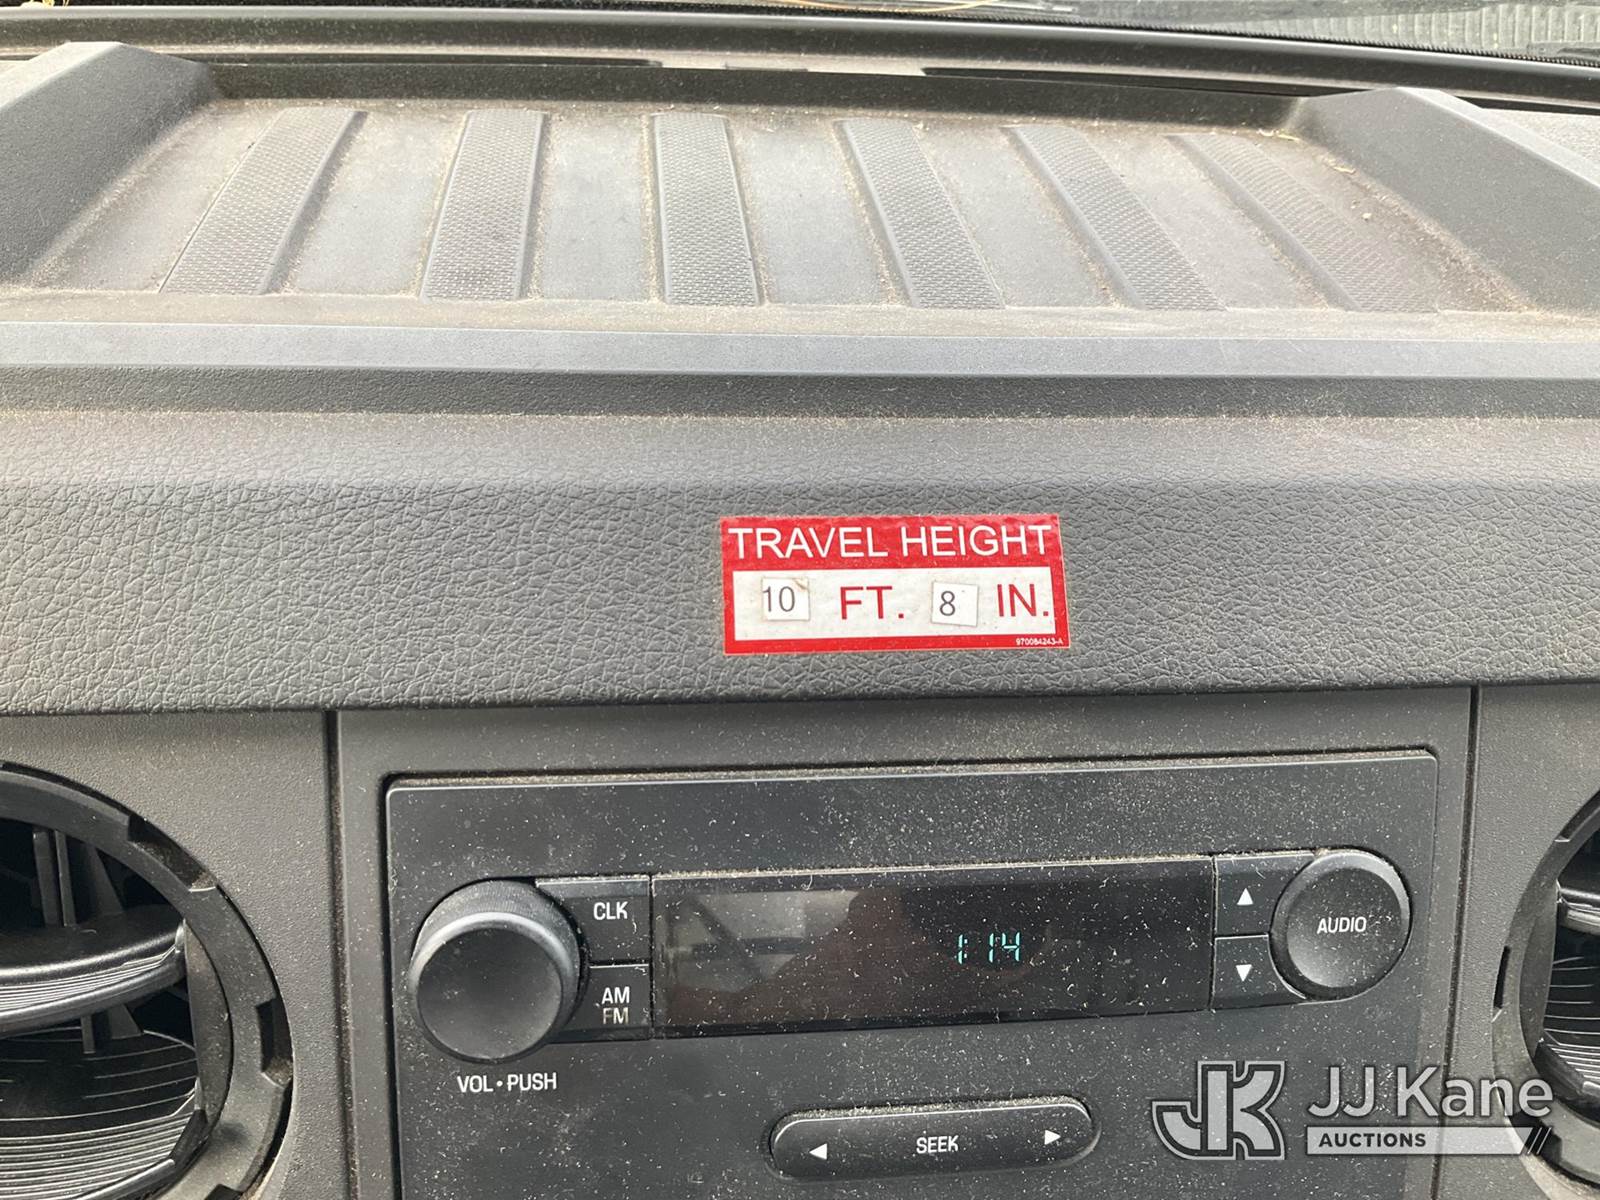 TRAVEL HEIGHT
10 FT. 8 IN.
970084243-A
CLK
AM
FM
1:14
AUDIO
VOL • PUSH
SEEK
JK JJ Kane
AUCTIONS